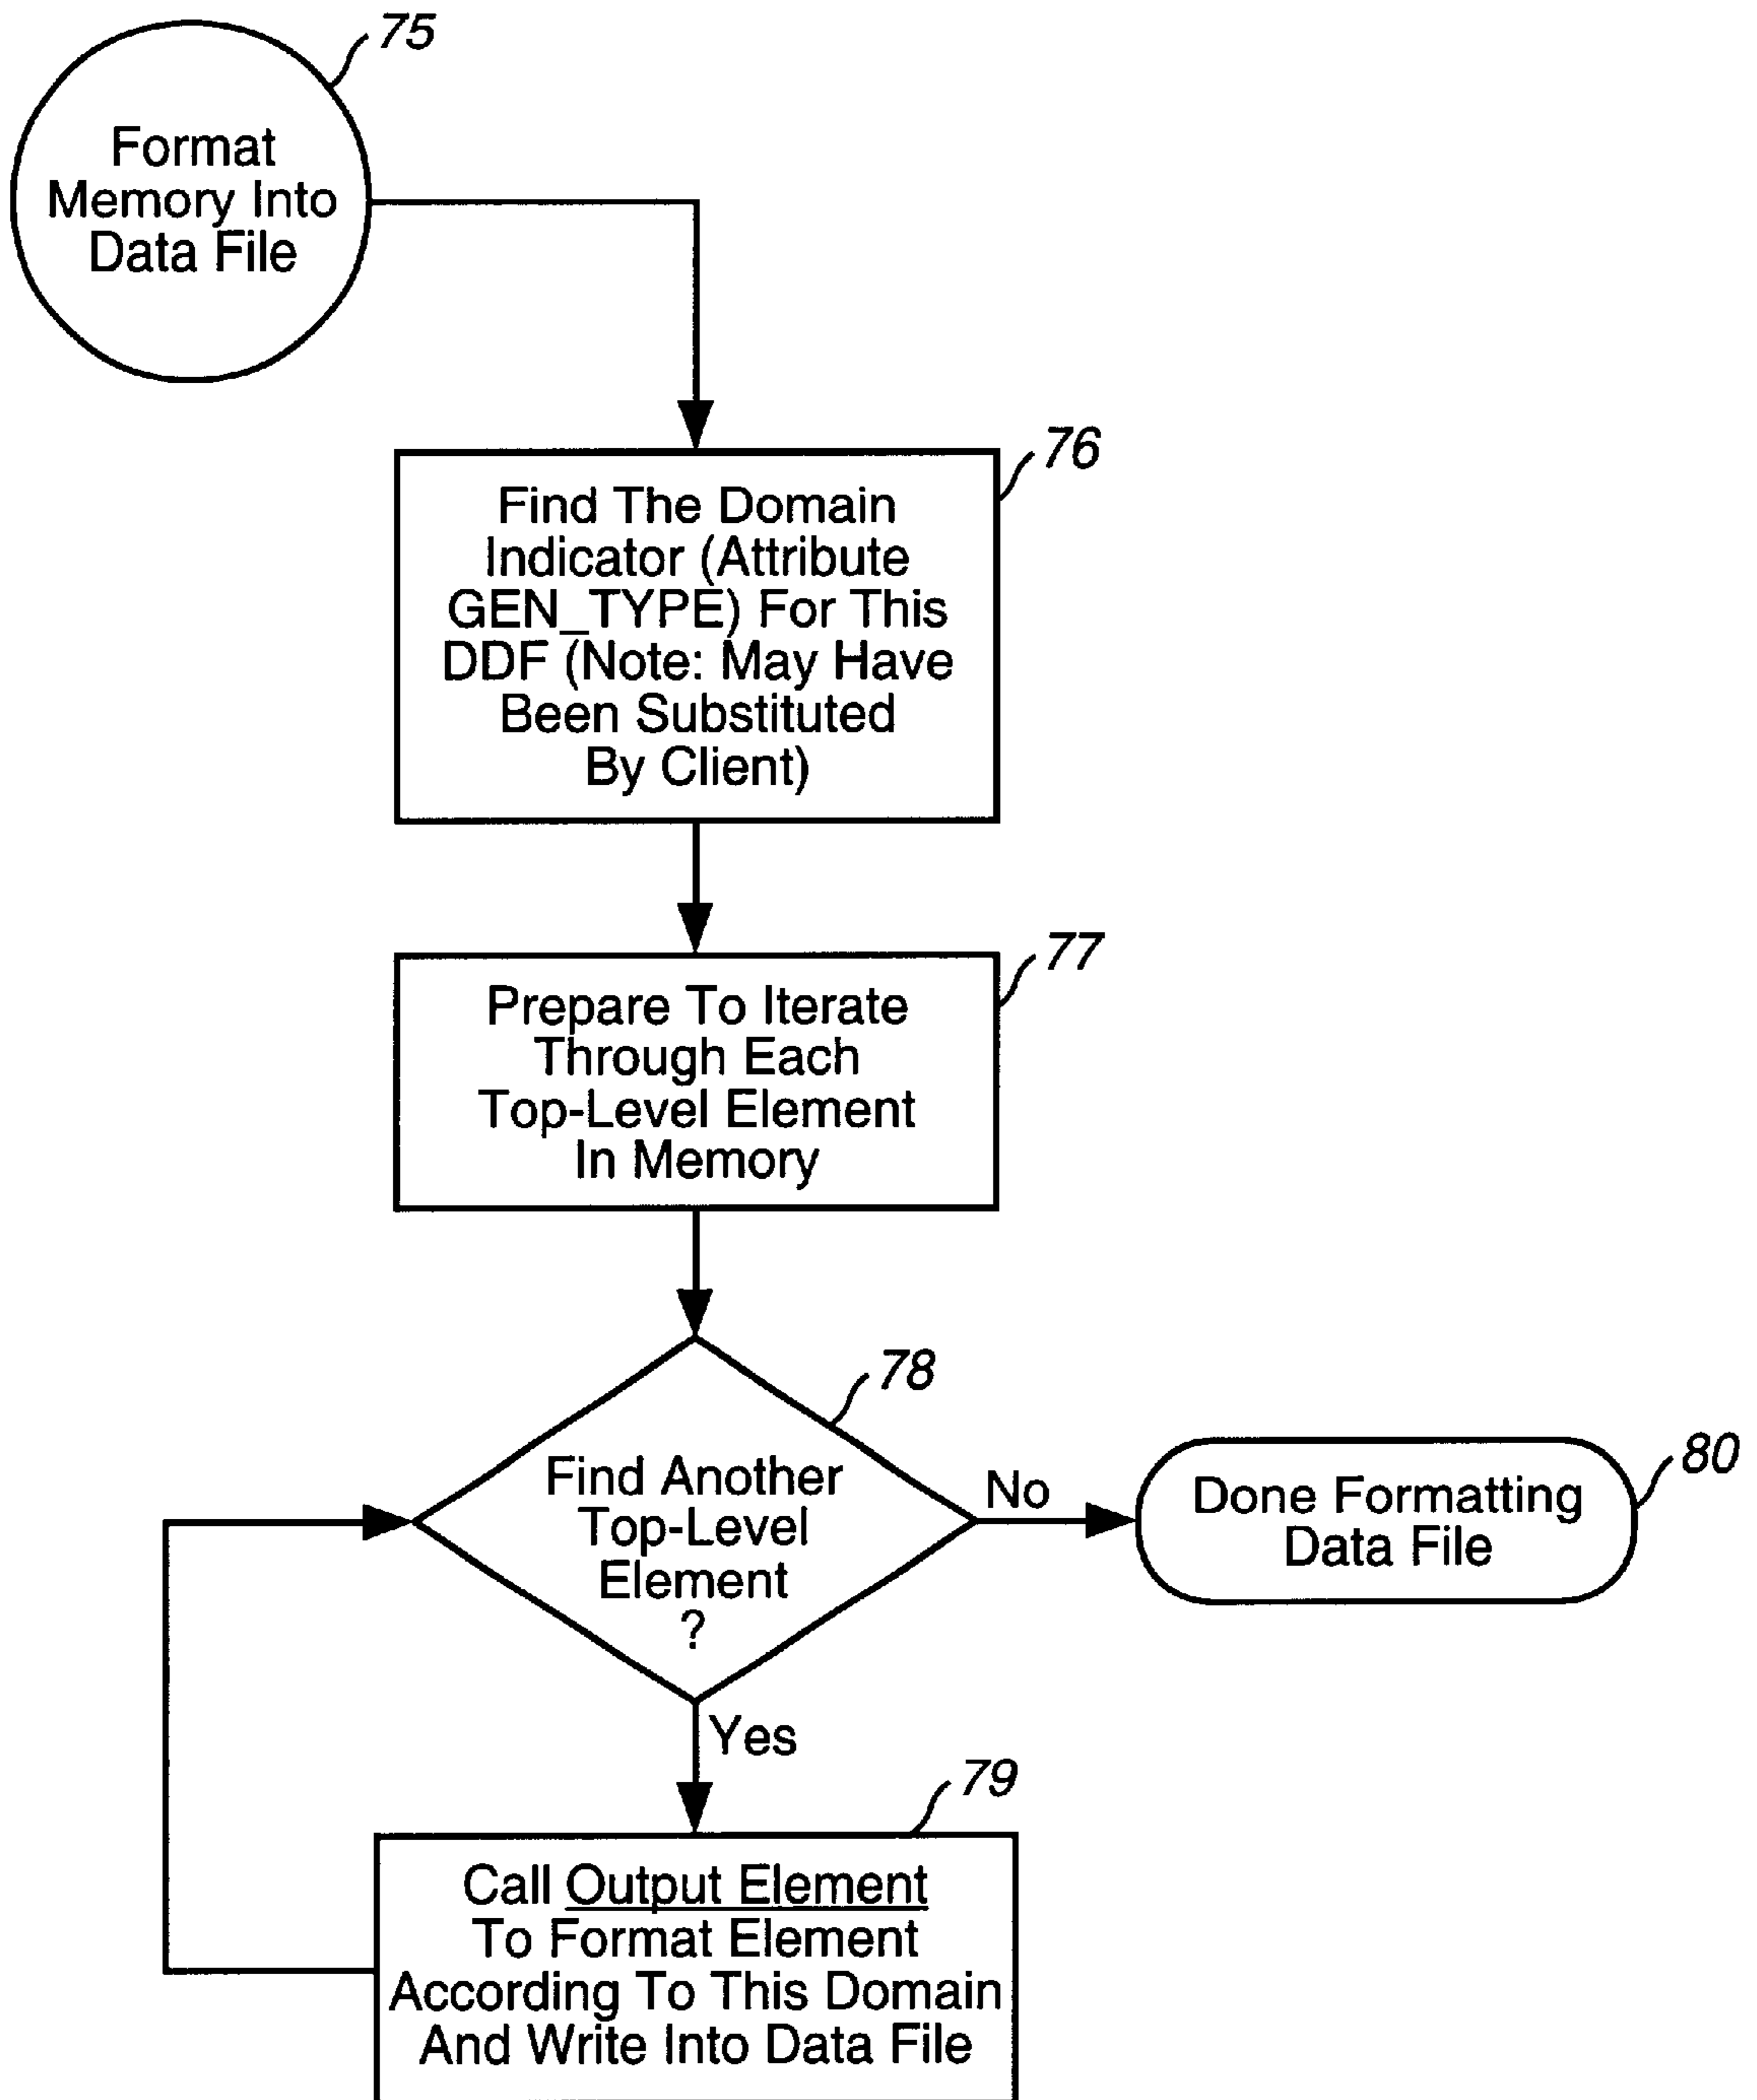 75
Format
Memory Into
Data File
76
Find The Domain
Indicator (Attribute
GEN_TYPE) For This
DDF (Note: May Have
Been Substituted
By Client)
77
Prepare To Iterate
Through Each
Top-Level Element
In Memory
78
Find Another
Top-Level
Element
?
No
80
Done Formatting
Data File
Yes
79
Call Output Element
To Format Element
According To This Domain
And Write Into Data File